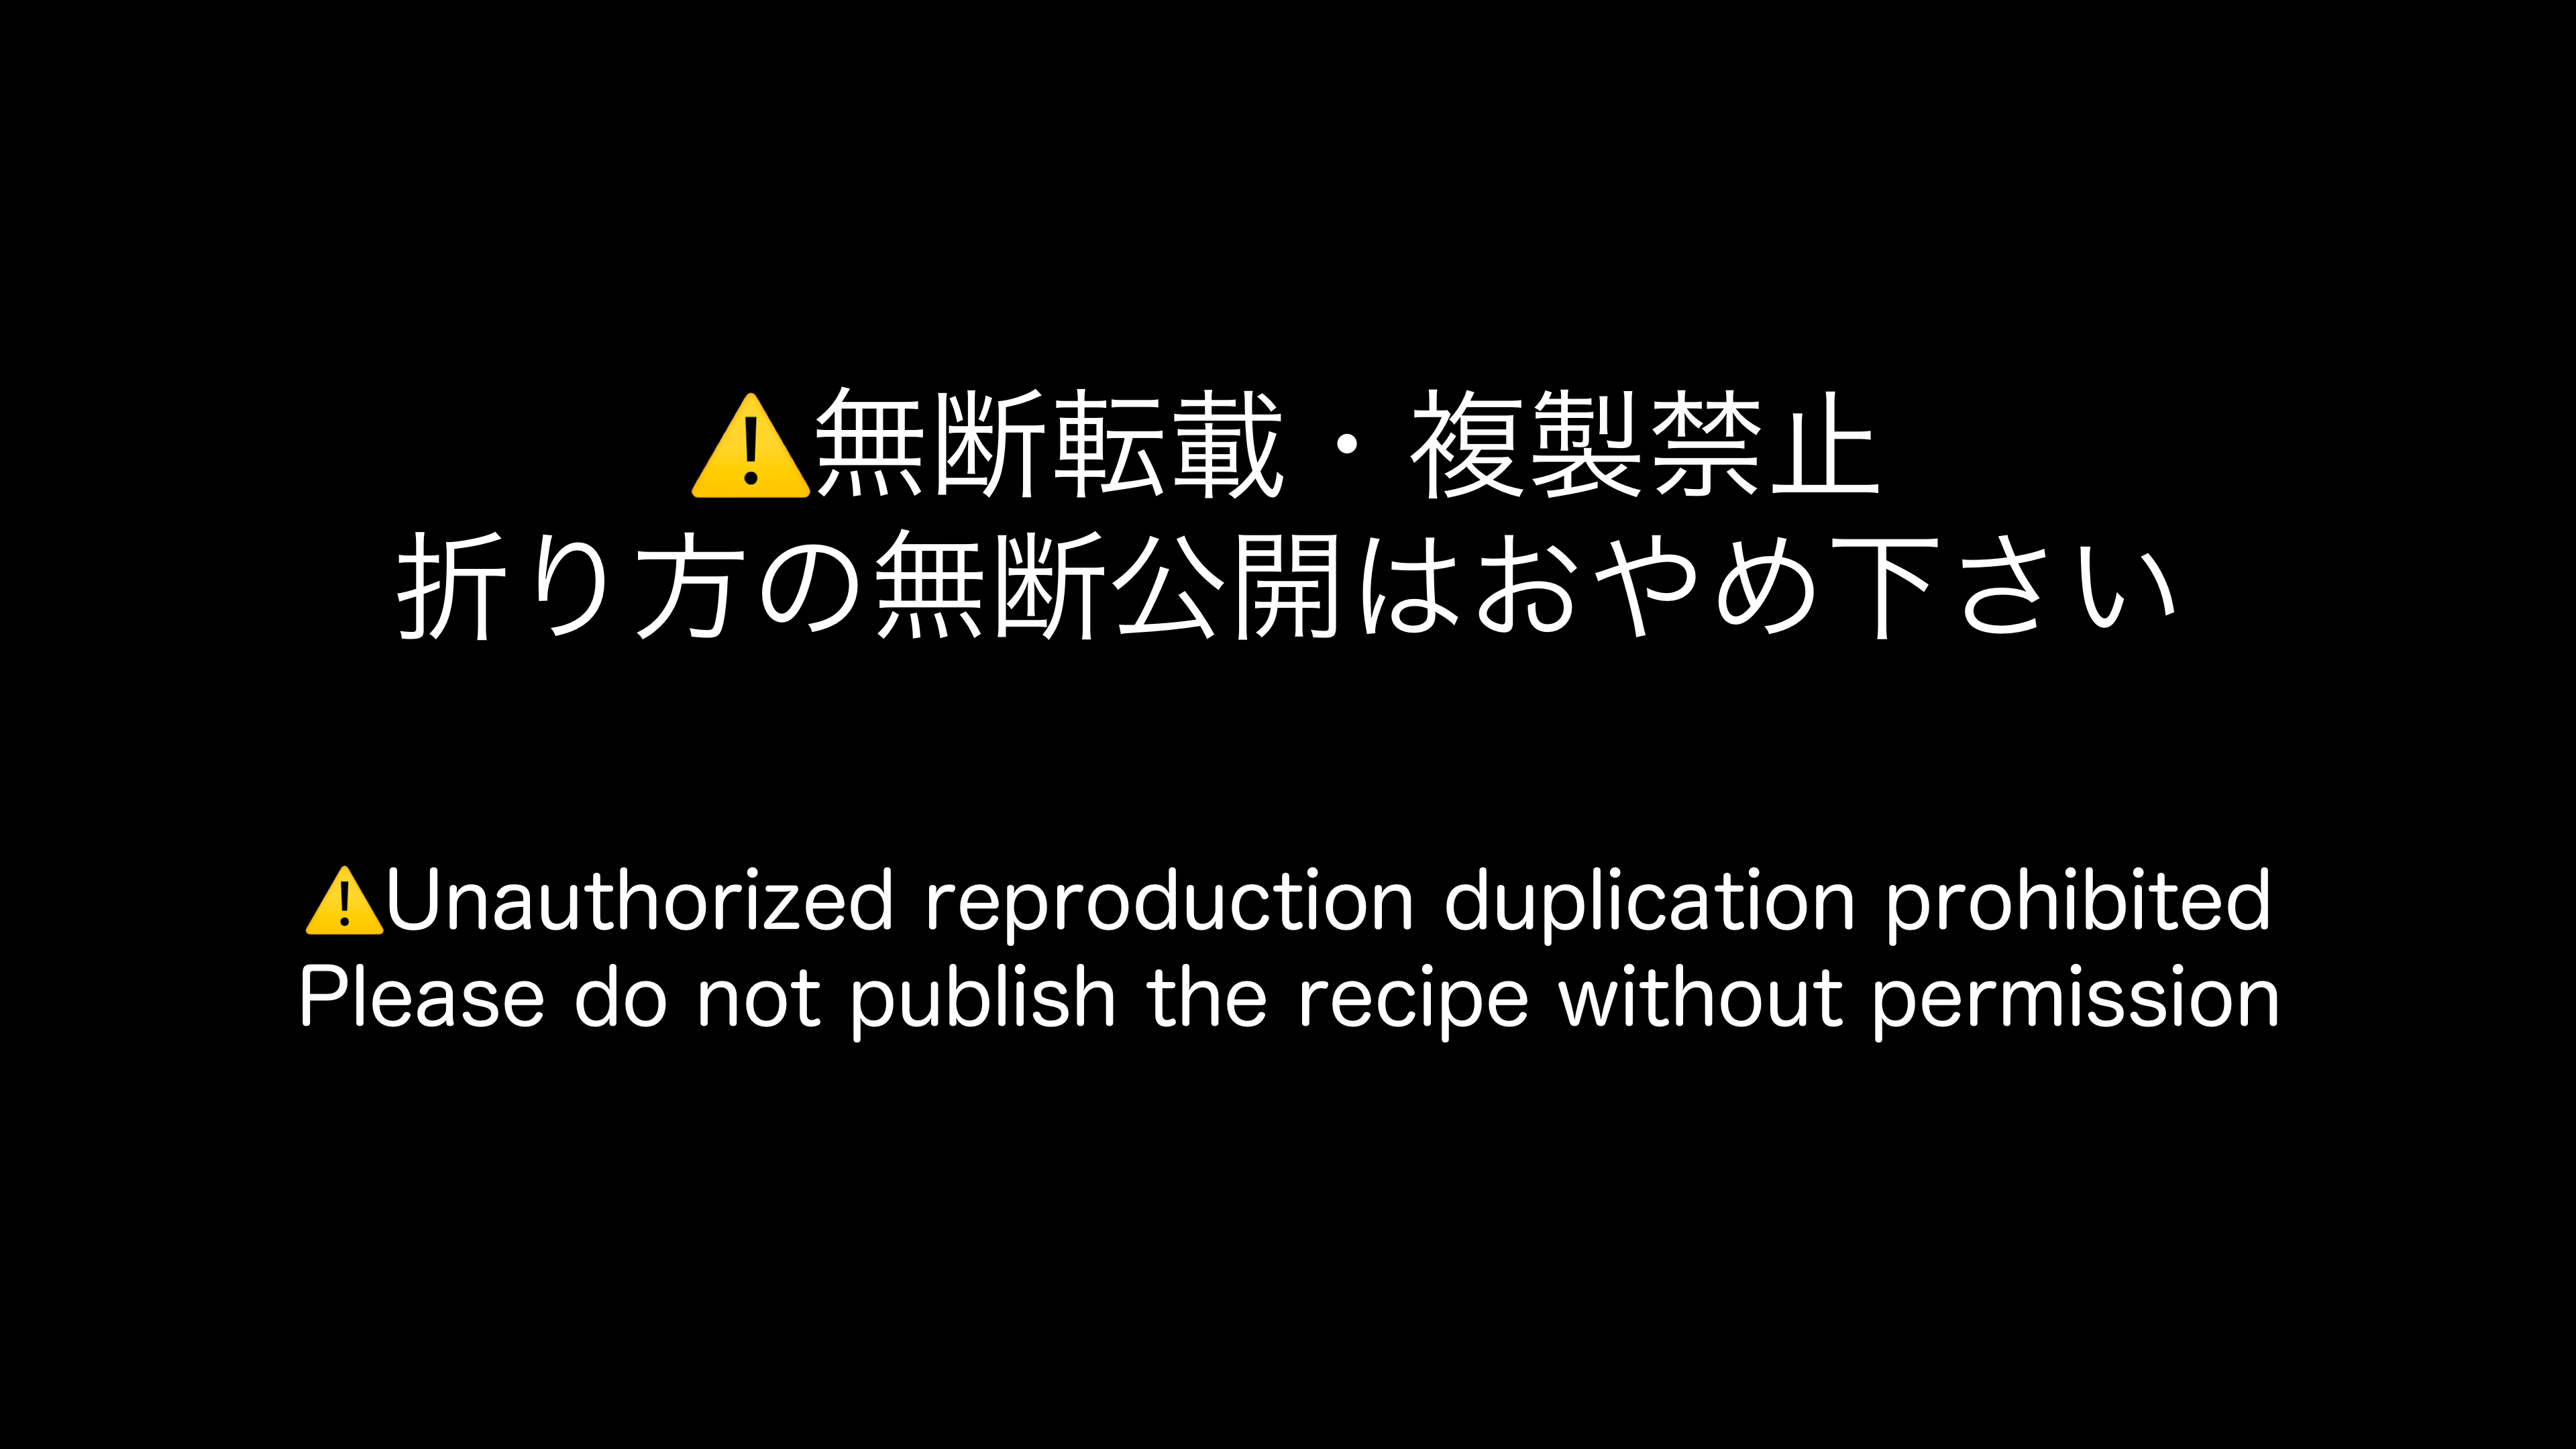 ⚠️無断転載・複製禁止
折り方の無断公開はおやめ下さい
⚠️Unauthorized reproduction duplication prohibited
Please do not publish the recipe without permission